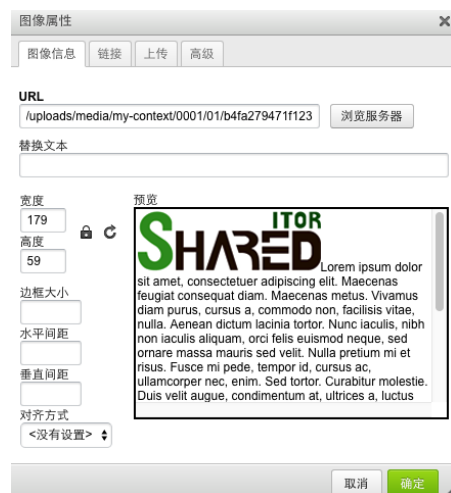 图像属性
图像信息 链接 上传 高级
URL
/uploads/media/my-context/0001/01/b4fa279471f123 浏览服务器
替换文本
宽度
179
高度
59
边框大小
水平间距
垂直间距
对齐方式
<没有设置>
预览
ITOR
SHARED
Lorem ipsum dolor
sit amet, consectetuer adipiscing elit. Maecenas
feugiat consequat diam. Maecenas metus. Vivamus
diam purus, cursus a, commodo non, facilisis vitae,
nulla. Aenean dictum lacinia tortor. Nunc iaculis, nibh
non iaculis aliquam, orci felis euismod neque, sed
ornare massa mauris sed velit. Nulla pretium mi et
risus. Fusce mi pede, tempor id, cursus ac,
ullamcorper nec, enim. Sed tortor. Curabitur molestie.
Duis velit augue, condimentum at, ultrices a, luctus
取消 确定